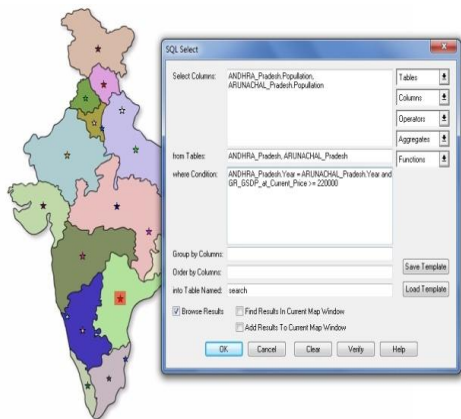 SQL Select
Select Columns:
ANDHRA_Pradesh.Popullation,
ARUNACHAL_Pradesh.Popullation
Tables
Columns
Operators
Aggregates
Functions
from Tables:
ANDHRA_Pradesh, ARUNACHAL_Pradesh
where Condition:
ANDHRA_Pradesh.Year = ARUNACHAL_Pradesh.Year and
GR_GSDP_at_Current_Price >= 220000
Group by Columns:
Order by Columns:
into Table Named:
search
Save Template
Load Template
Browse Results
Find Results In Current Map Window
Add Results To Current Map Window
OK
Cancel
Clear
Verify
Help